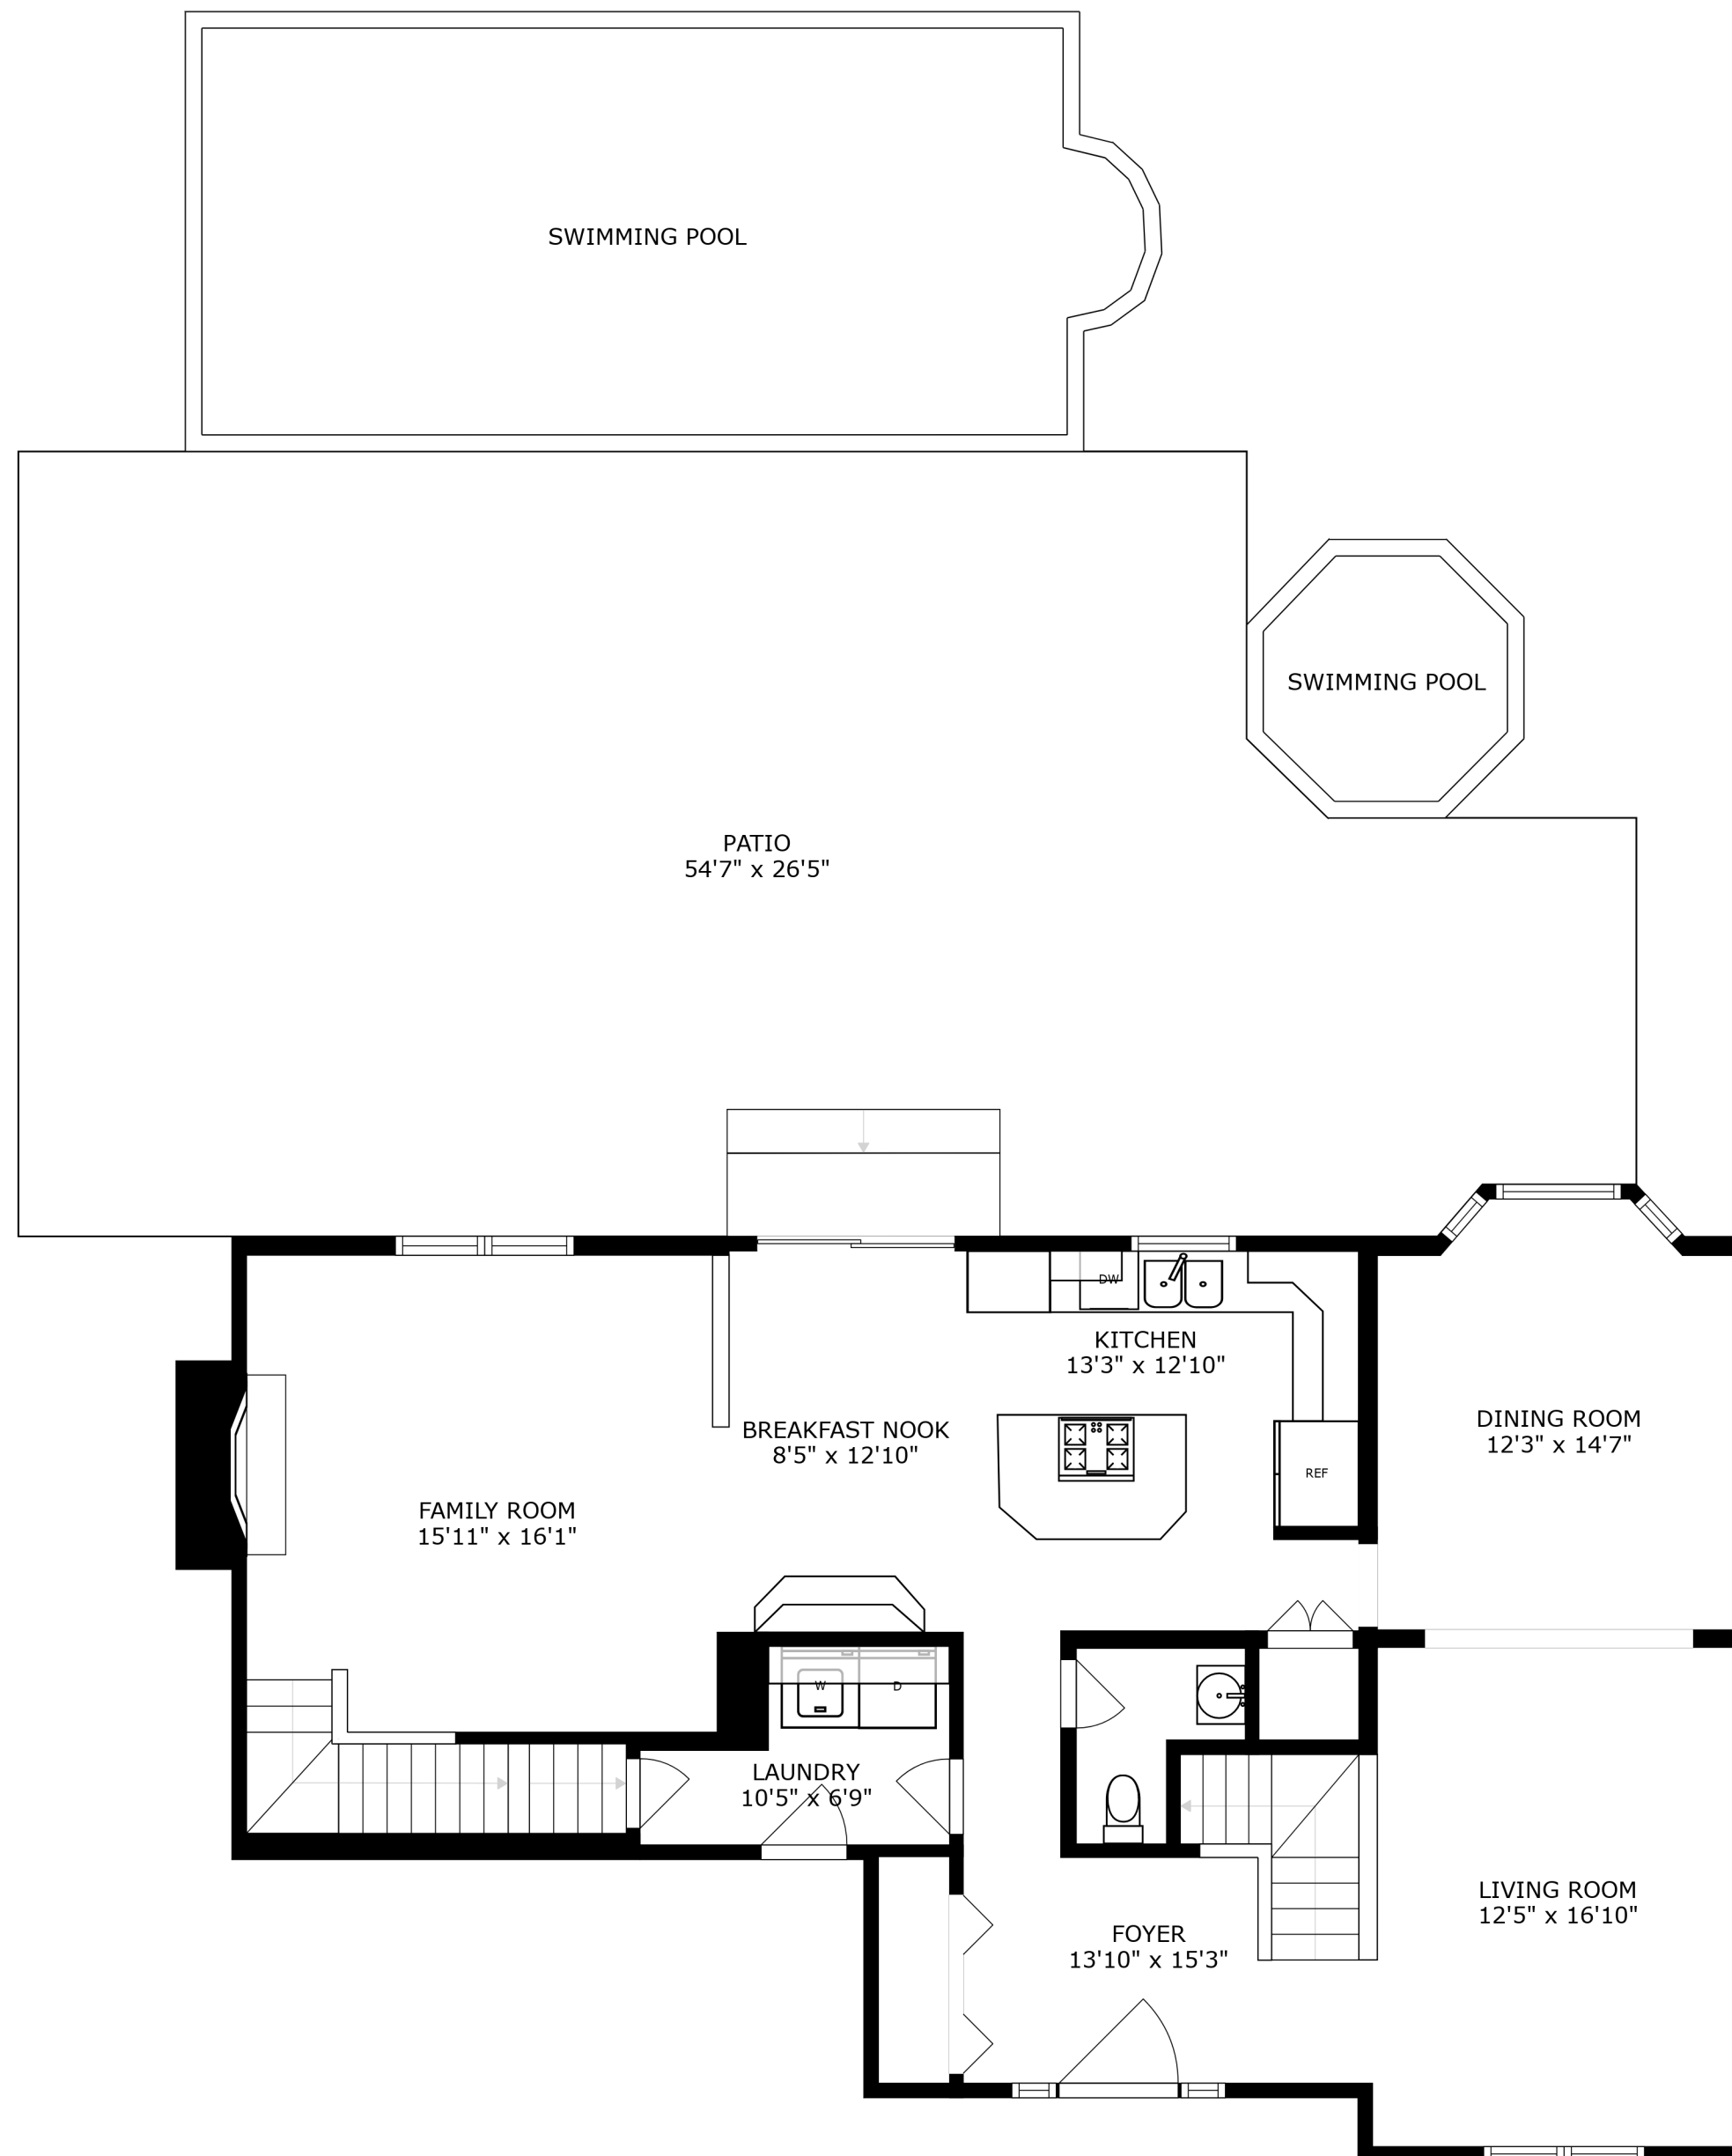 SWIMMING POOL
SWIMMING POOL
PATIO
54'7" x 26'5"
DW
KITCHEN
13'3" x 12'10"
BREAKFAST NOOK
8'5" x 12'10"
DINING ROOM
12'3" x 14'7"
REF
FAMILY ROOM
15'11" x 16'1"
W
D
LAUNDRY
10'5" x 6'9"
LIVING ROOM
12'5" x 16'10"
FOYER
13'10" x 15'3"